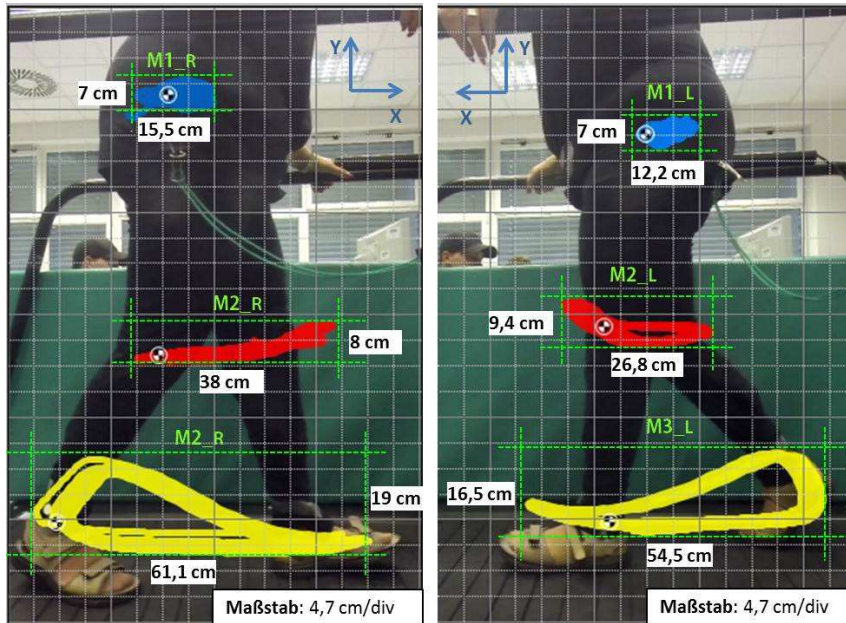 M1_R
Y
X
7 cm
15,5 cm
M2_R
8 cm
38 cm
M2_R
19 cm
61,1 cm
Maßstab: 4,7 cm/div
Y
X
M1_L
7 cm
12,2 cm
M2_L
9,4 cm
26,8 cm
M3_L
16,5 cm
54,5 cm
Maßstab: 4,7 cm/div